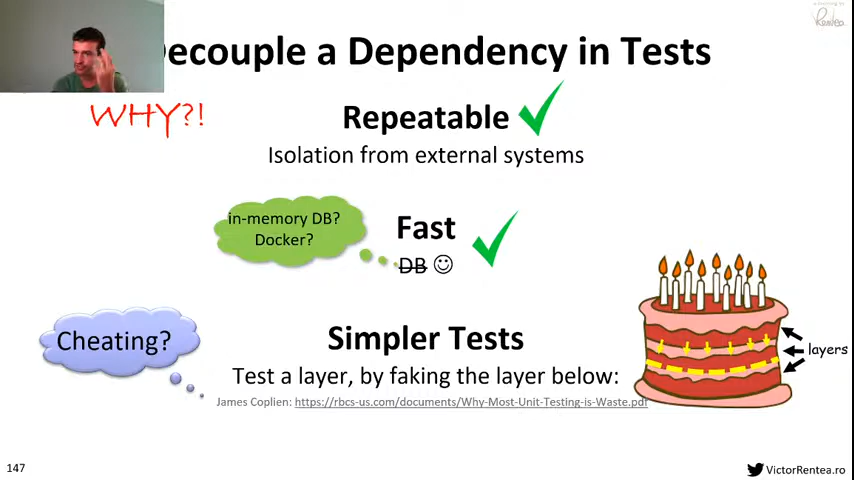 ecouple a Dependency in Tests
WHY?!
Repeatable
Isolation from external systems
in-memory DB?
Docker?
Fast
DB ☺
Cheating?
Simpler Tests
Test a layer, by faking the layer below:
James Coplien: https://rbcs-us.com/documents/Why-Most-Unit-Testing-is-Waste.pdf
layers
147
VictorRentea.ro